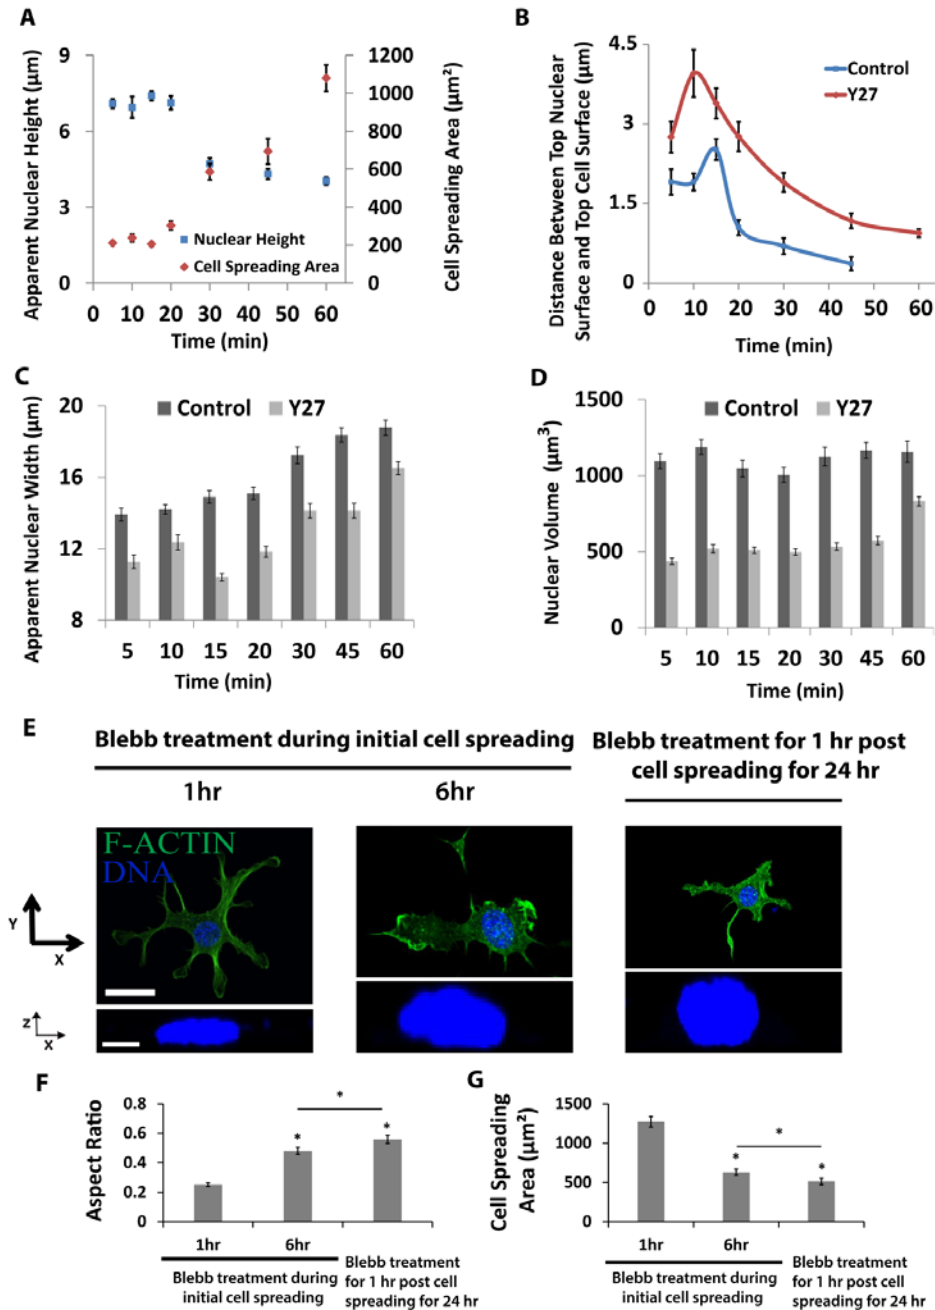 A
Apparent Nuclear Height (μm)
9
6
3
0
0 10 20 30 40 50 60
Time (min)
1200
1000
800
600
400
200
0
Cell Spreading Area (μm²)
Nuclear Height
Cell Spreading Area
B
Distance Between Top Nuclear
Surface and Top Cell Surface (μm)
4.5
3
1.5
0
0 10 20 30 40 50 60
Time (min)
Control
Y27
C
Apparent Nuclear Width (μm)
20
16
12
8
Control Y27
5 10 15 20 30 45 60
Time (min)
D
Nuclear Volume (μm³)
1500
1000
500
0
Control Y27
5 10 15 20 30 45 60
Time (min)
E
Blebb treatment during initial cell spreading
1hr 6hr
Blebb treatment for 1 hr post
cell spreading for 24 hr
F-ACTIN
DNA
Y
X
Z
X
F
Aspect Ratio
0.8
0.6
0.4
0.2
0
* * *
1hr 6hr
Blebb treatment during
initial cell spreading
Blebb treatment
for 1 hr post cell
spreading for 24 hr
G
Cell Spreading
Area (μm²)
1500
1000
500
0
* * *
1hr 6hr
Blebb treatment during
initial cell spreading
Blebb treatment
for 1 hr post cell
spreading for 24 hr